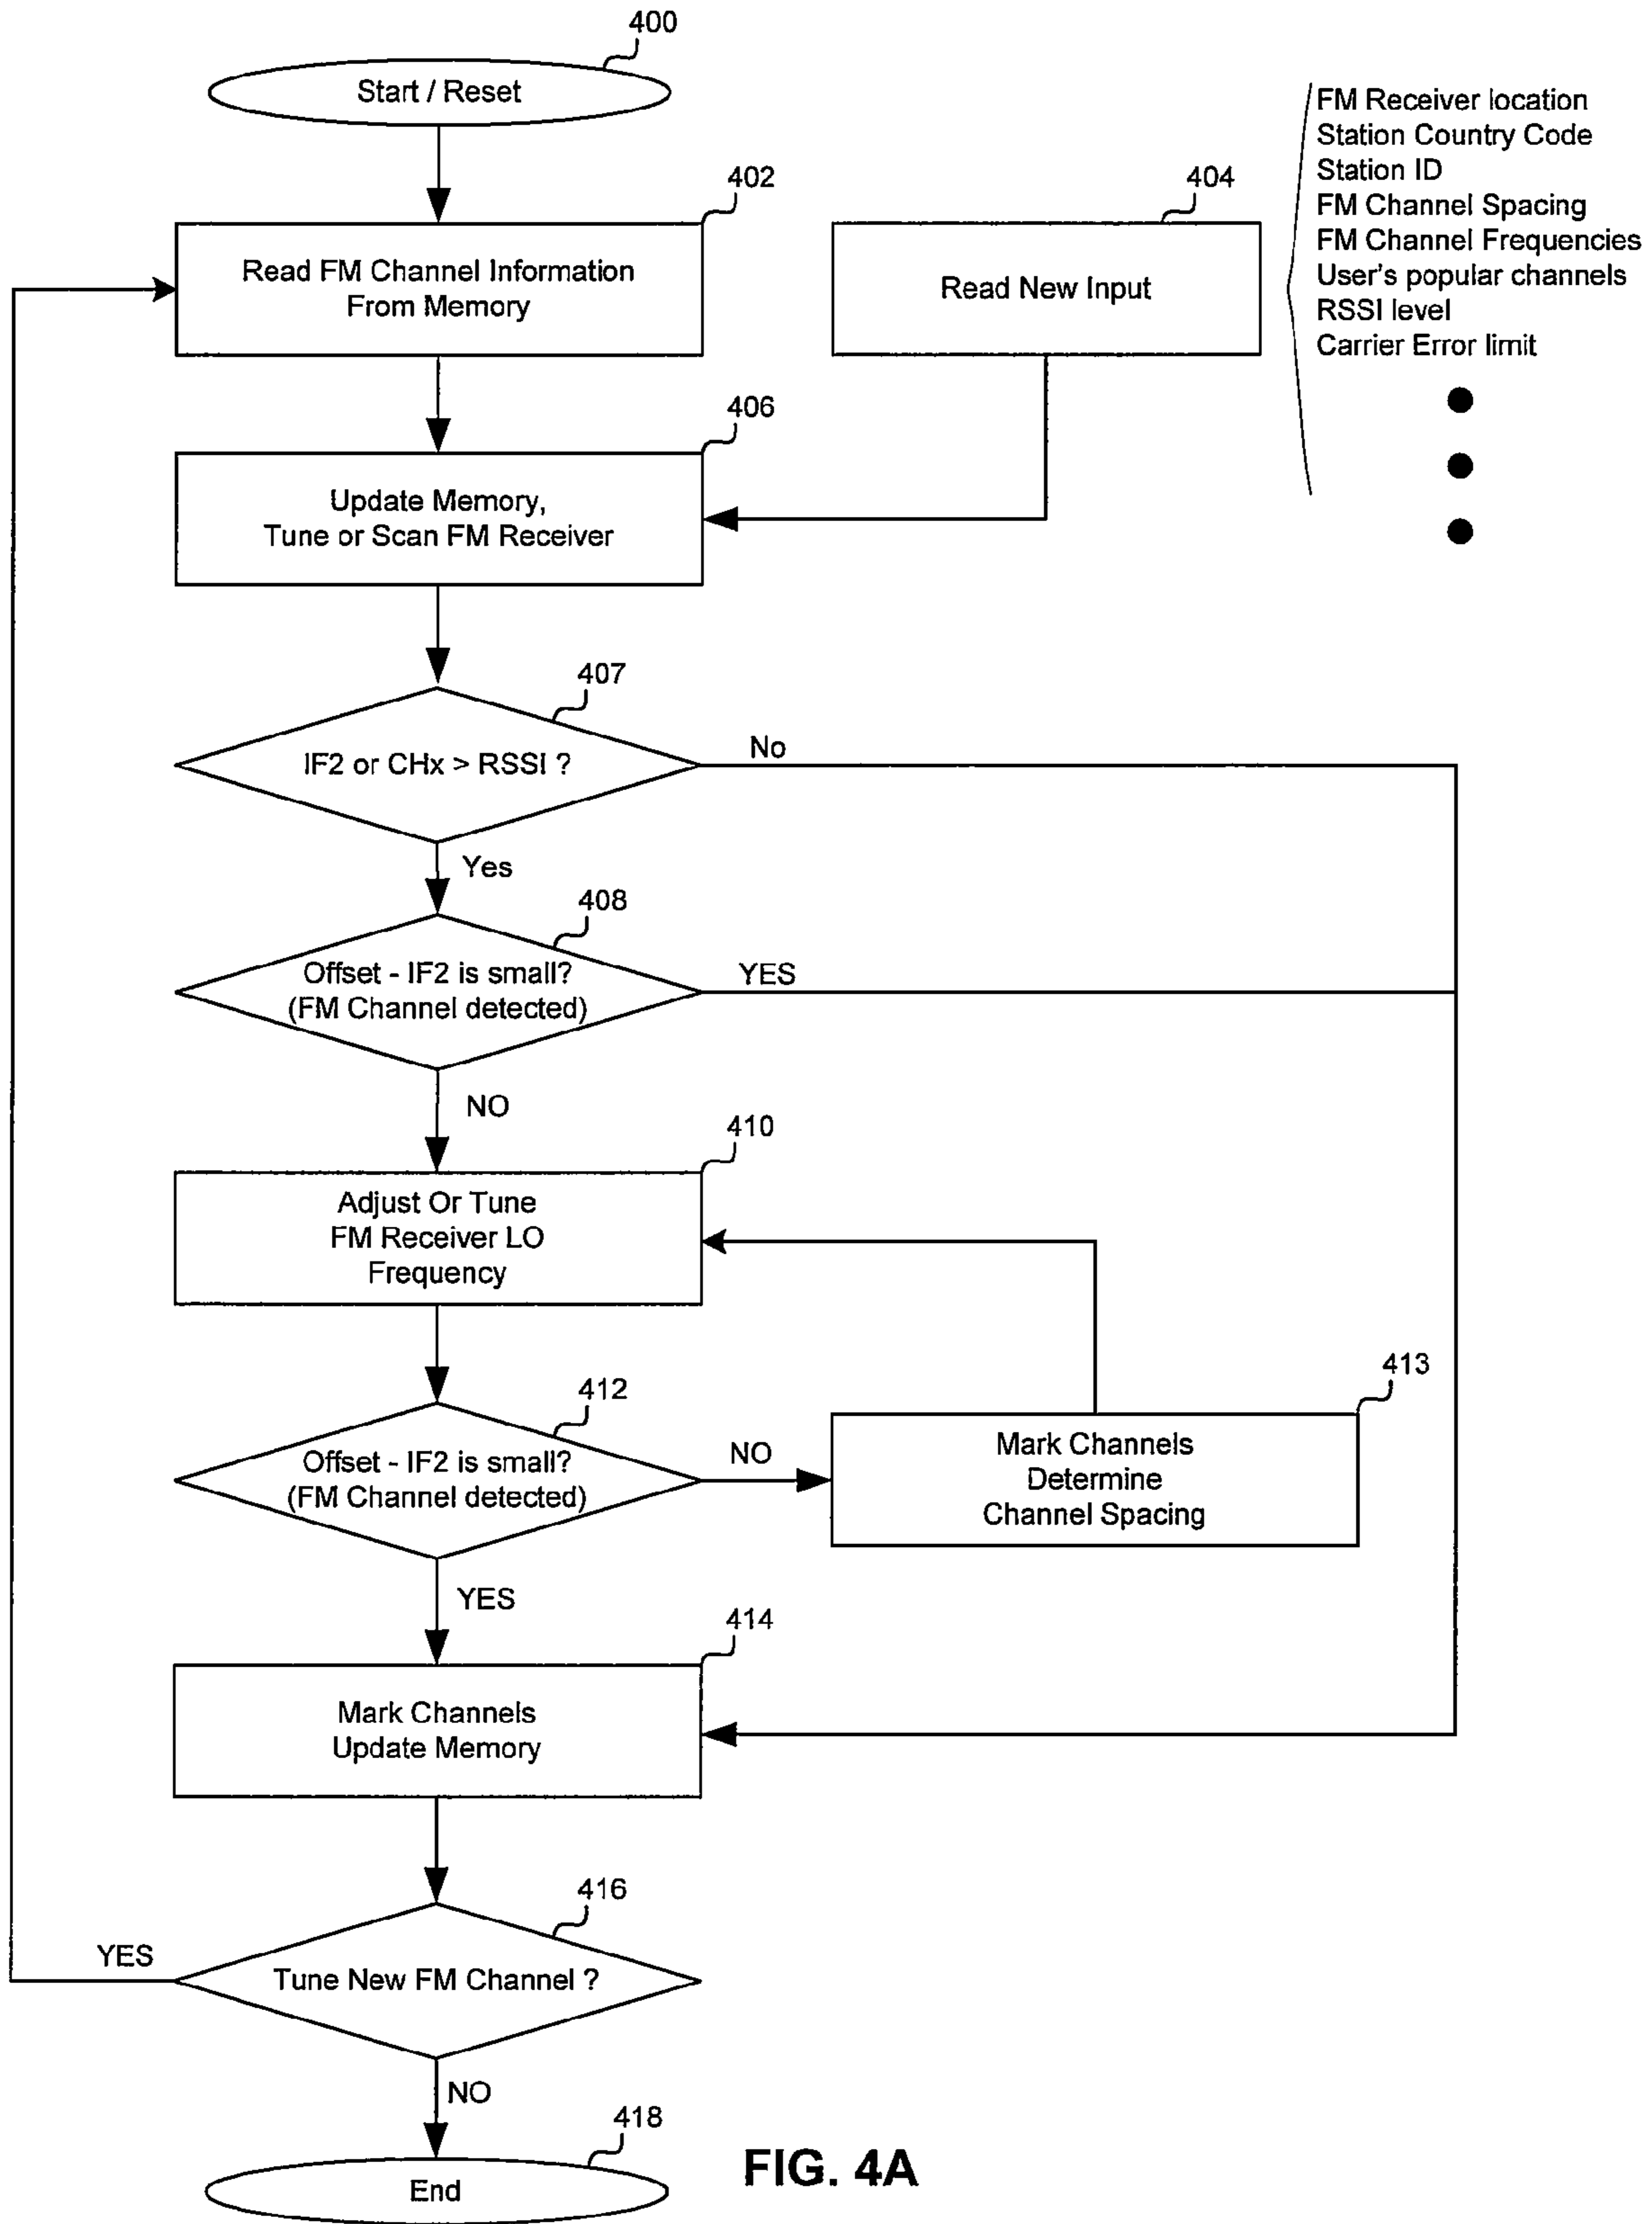 400
Start / Reset
402
Read FM Channel Information
From Memory
404
Read New Input
FM Receiver location
Station Country Code
Station ID
FM Channel Spacing
FM Channel Frequencies
User's popular channels
RSSI level
Carrier Error limit
406
Update Memory,
Tune or Scan FM Receiver
407
IF2 or CHx > RSSI ?
No
Yes
408
Offset - IF2 is small?
(FM Channel detected)
YES
NO
410
Adjust Or Tune
FM Receiver LO
Frequency
412
Offset - IF2 is small?
(FM Channel detected)
NO
413
Mark Channels
Determine
Channel Spacing
YES
414
Mark Channels
Update Memory
416
Tune New FM Channel ?
YES
NO
418
End
FIG. 4A